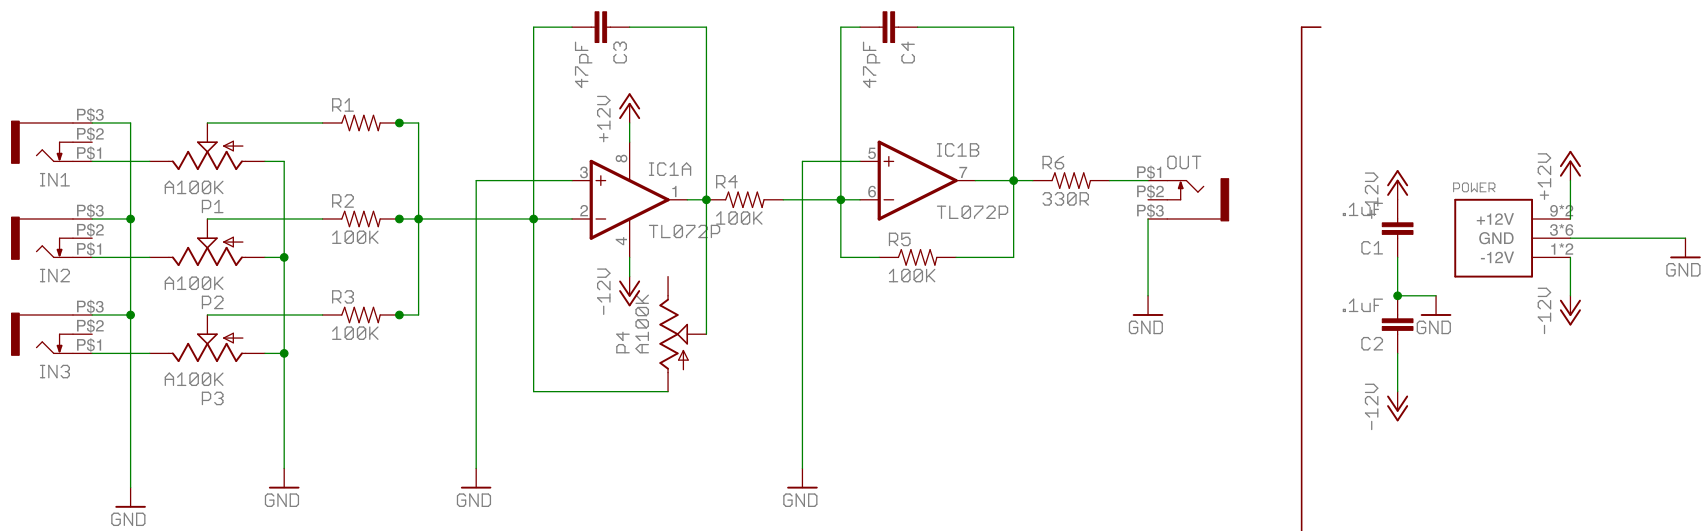 P$3
P$2
P$1
IN1
A100K
P1
R1
P$3
P$2
P$1
IN2
A100K
P2
R2
100K
P$3
P$2
P$1
IN3
A100K
P3
R3
100K
GND
GND
GND
47pF
C3
+12V
8
3
2
1
4
IC1A
TL072P
-12V
P4
A100K
R4
100K
47pF
C4
5
6
7
IC1B
TL072P
R5
100K
GND
R6
330R
OUT
P$1
P$2
P$3
GND
+12V
.1uF
C1
.1uF
GND
C2
-12V
POWER
+12V
GND
-12V
9*2
3*6
1*2
+12V
-12V
GND